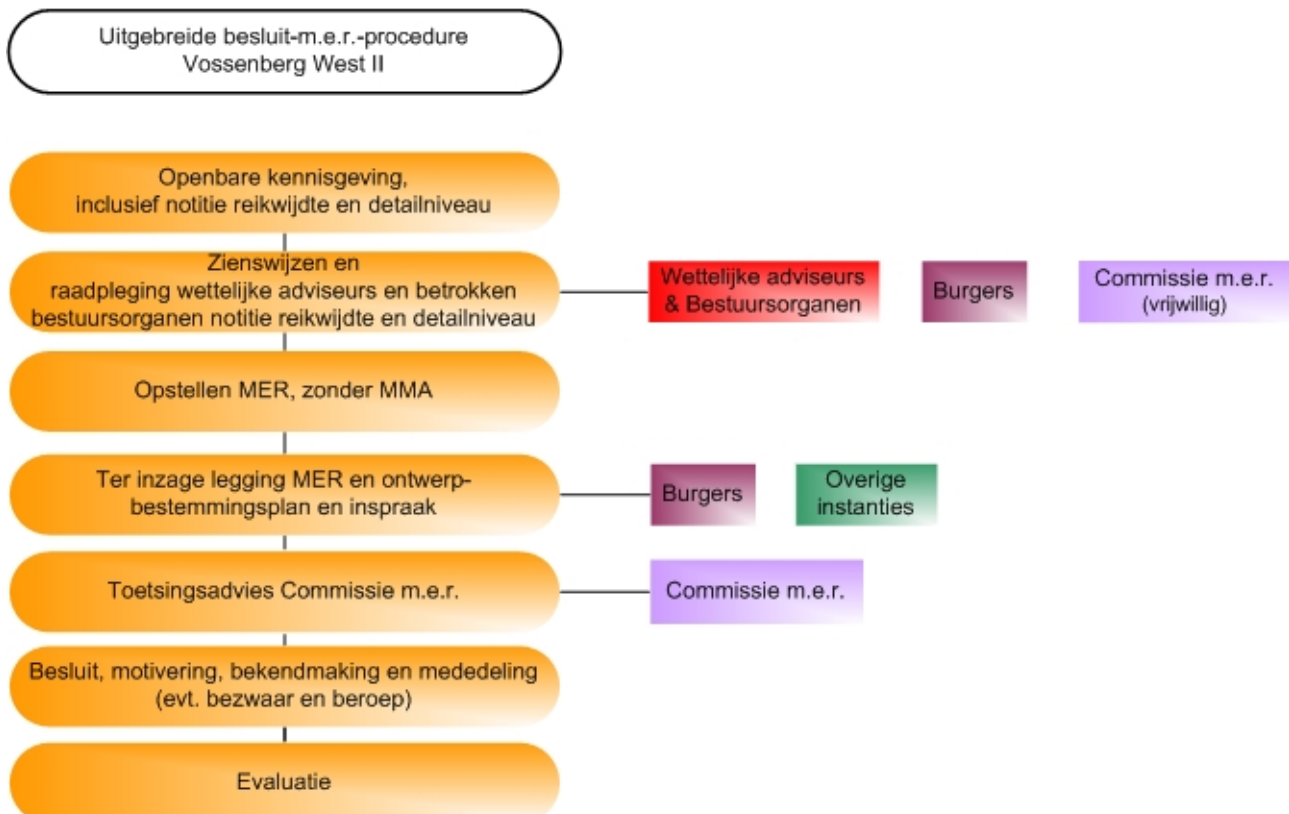 Uitgebreide besluit-m.e.r.-procedure
Vossenberg West II
Openbare kennisgeving,
inclusief notitie reikwijdte en detailniveau
Zienswijzen en
raadpleging wettelijke adviseurs en betrokken
bestuursorganen notitie reikwijdte en detailniveau
Wettelijke adviseurs
& Bestuursorganen
Burgers
Commissie m.e.r.
(vrijwillig)
Opstellen MER, zonder MMA
Ter inzage legging MER en ontwerp-
bestemmingsplan en inspraak
Burgers
Overige
instanties
Toetsingsadvies Commissie m.e.r.
Commissie m.e.r.
Besluit, motivering, bekendmaking en mededeling
(evt. bezwaar en beroep)
Evaluatie